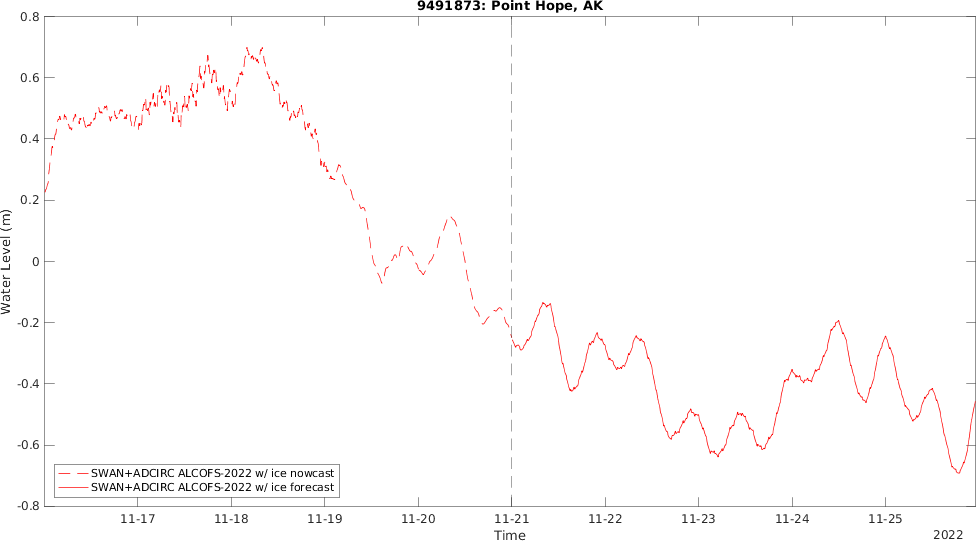 9491873: Point Hope, AK
Water Level (m)
0.8
0.6
0.4
0.2
0
-0.2
-0.4
-0.6
-0.8
SWAN+ADCIRC ALCOFS-2022 w/ ice nowcast
SWAN+ADCIRC ALCOFS-2022 w/ ice forecast
11-17 11-18 11-19 11-20 11-21 11-22 11-23 11-24 11-25
Time
2022